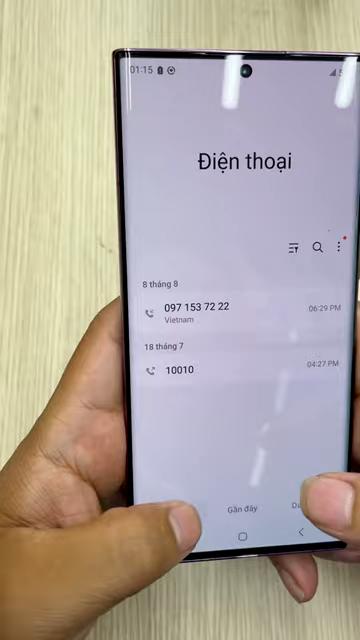 01:15
Điện thoại
8 tháng 8
097 153 72 22
Vietnam
06:29 PM
18 tháng 7
10010
04:27 PM
Gần đây